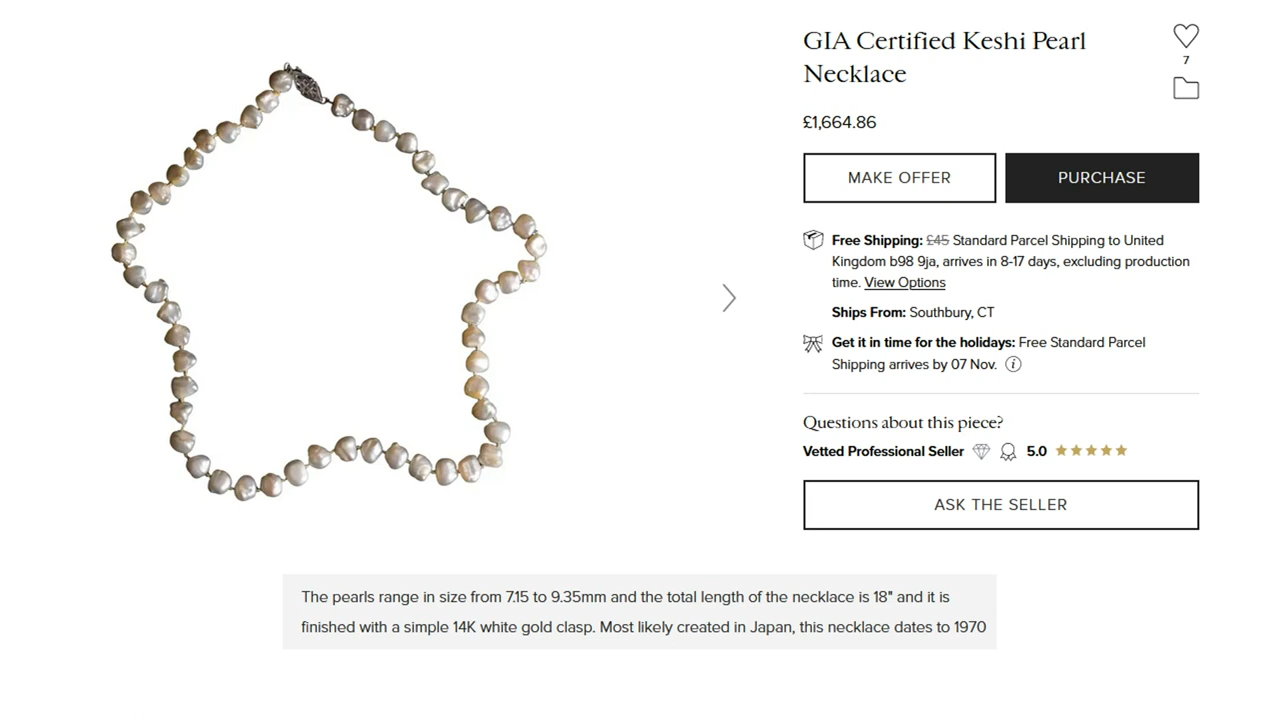 GIA Certified Keshi Pearl
Necklace
7
£1,664.86
MAKE OFFER
PURCHASE
Free Shipping: £45 Standard Parcel Shipping to United
Kingdom b98 9ja, arrives in 8-17 days, excluding production
time. View Options
Ships From: Southbury, CT
Get it in time for the holidays: Free Standard Parcel
Shipping arrives by 07 Nov.
Questions about this piece?
Vetted Professional Seller 5.0
ASK THE SELLER
The pearls range in size from 7.15 to 9.35mm and the total length of the necklace is 18" and it is
finished with a simple 14K white gold clasp. Most likely created in Japan, this necklace dates to 1970